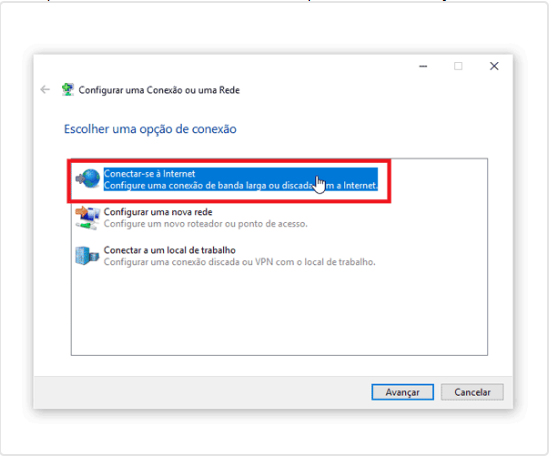 Configurar uma Conexão ou uma Rede
Escolher uma opção de conexão
Conectar-se à Internet
Configure uma conexão de banda larga ou discada com a Internet.
Configurar uma nova rede
Configure um novo roteador ou ponto de acesso.
Conectar a um local de trabalho
Configurar uma conexão discada ou VPN com o local de trabalho.
Avançar
Cancelar